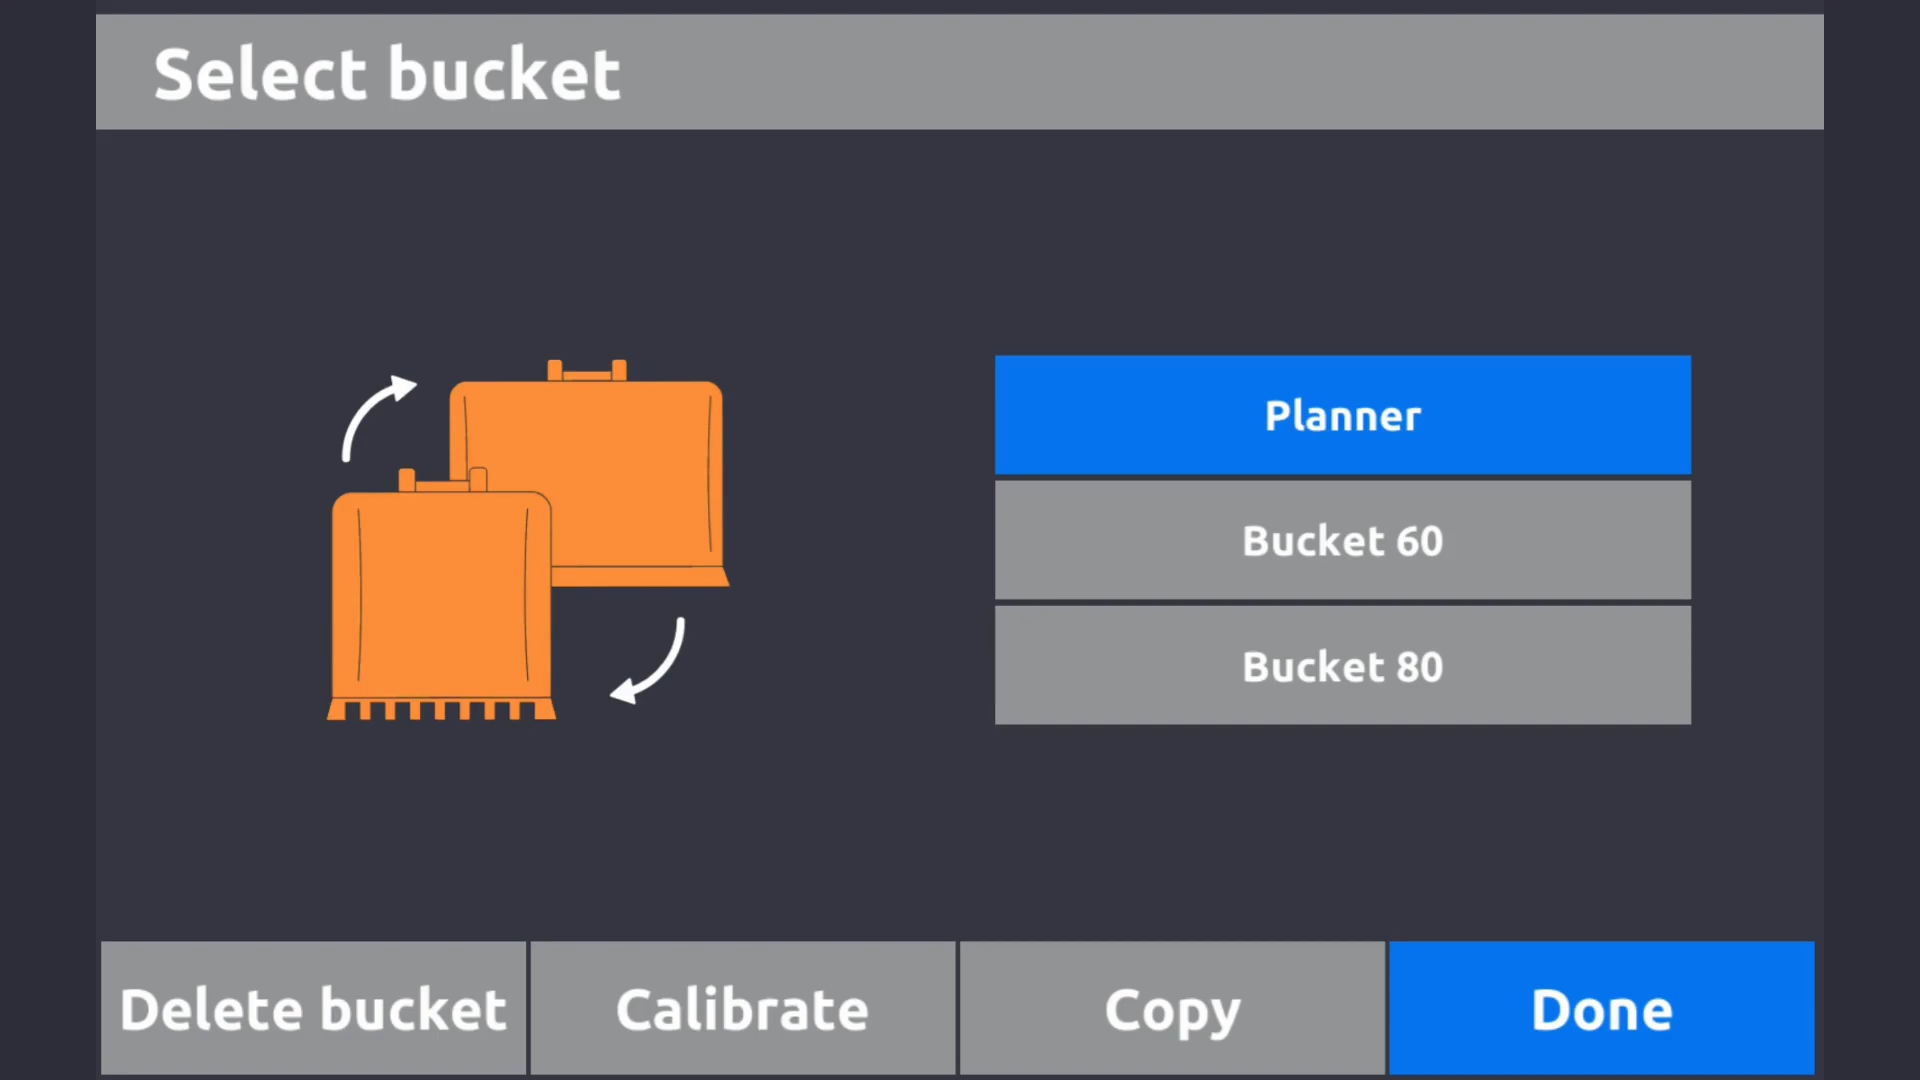 Select bucket
Planner
Bucket 60
Bucket 80
Delete bucket
Calibrate
Copy
Done